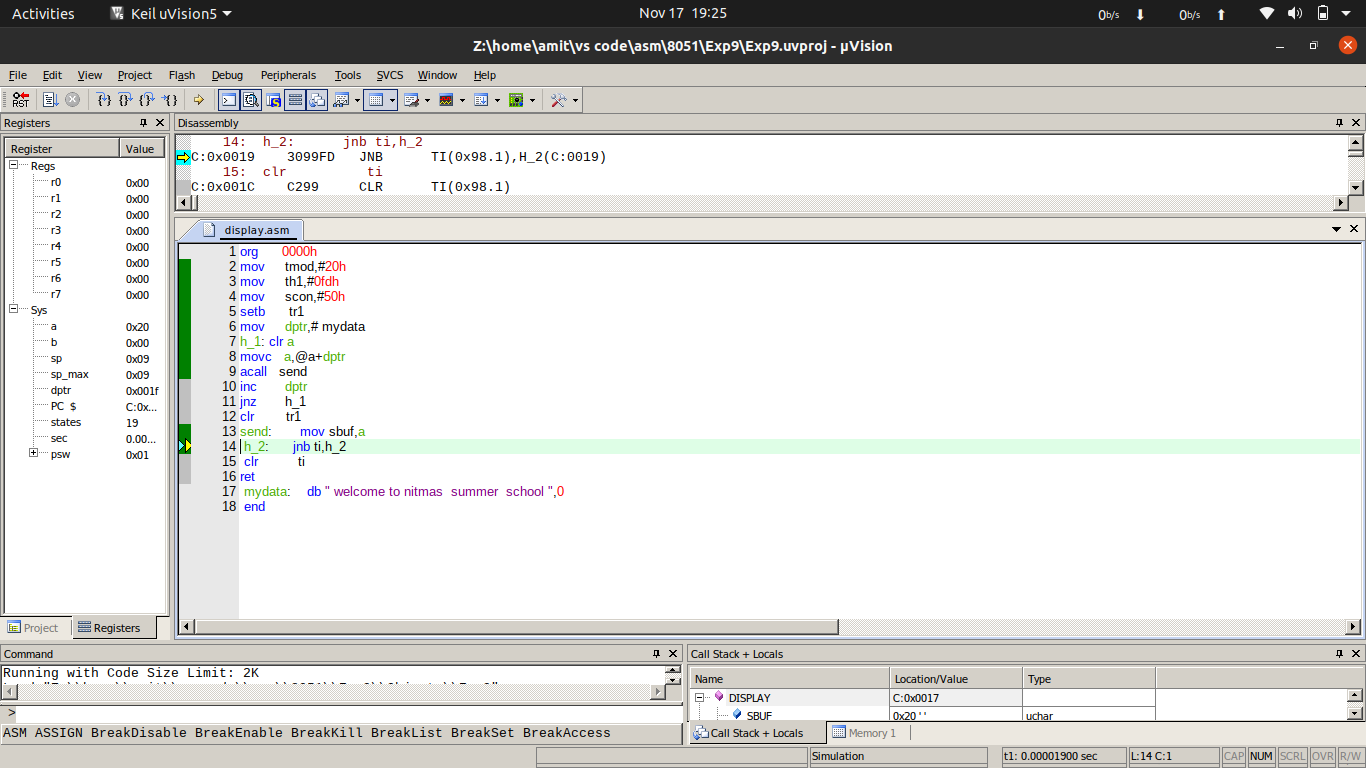 Activities Keil uVision5 Nov 17 19:25 0b/s 0b/s
Z:\home\amit\vs code\asm\8051\Exp9\Exp9.uvproj - µVision
File Edit View Project Flash Debug Peripherals Tools SVCS Window Help
Registers
Register Value
Regs
r0 0x00
r1 0x00
r2 0x00
r3 0x00
r4 0x00
r5 0x00
r6 0x00
r7 0x00
Sys
a 0x20
b 0x00
sp 0x09
sp_max 0x09
dptr 0x001f
PC $ C:0x...
states 19
sec 0.00...
psw 0x01
Project Registers
Disassembly
14: h_2: jnb ti,h_2
C:0x0019 3099FD JNB TI(0x98.1),H_2(C:0019)
15: clr ti
C:0x001C C299 CLR TI(0x98.1)
display.asm
1 org 0000h
2 mov tmod,#20h
3 mov th1,#0fdh
4 mov scon,#50h
5 setb tr1
6 mov dptr,# mydata
7 h_1: clr a
8 movc a,@a+dptr
9 acall send
10 inc dptr
11 jnz h_1
12 clr tr1
13 send: mov sbuf,a
14 h_2: jnb ti,h_2
15 clr ti
16 ret
17 mydata: db " welcome to nitmas summer school ",0
18 end
Command
Running with Code Size Limit: 2K
>
ASM ASSIGN BreakDisable BreakEnable BreakKill BreakList BreakSet BreakAccess
Call Stack + Locals
Name Location/Value Type
DISPLAY C:0x0017
SBUF 0x20 ' ' uchar
Call Stack + Locals Memory 1
Simulation t1: 0.00001900 sec L:14 C:1 CAP NUM SCRL OVR R/W